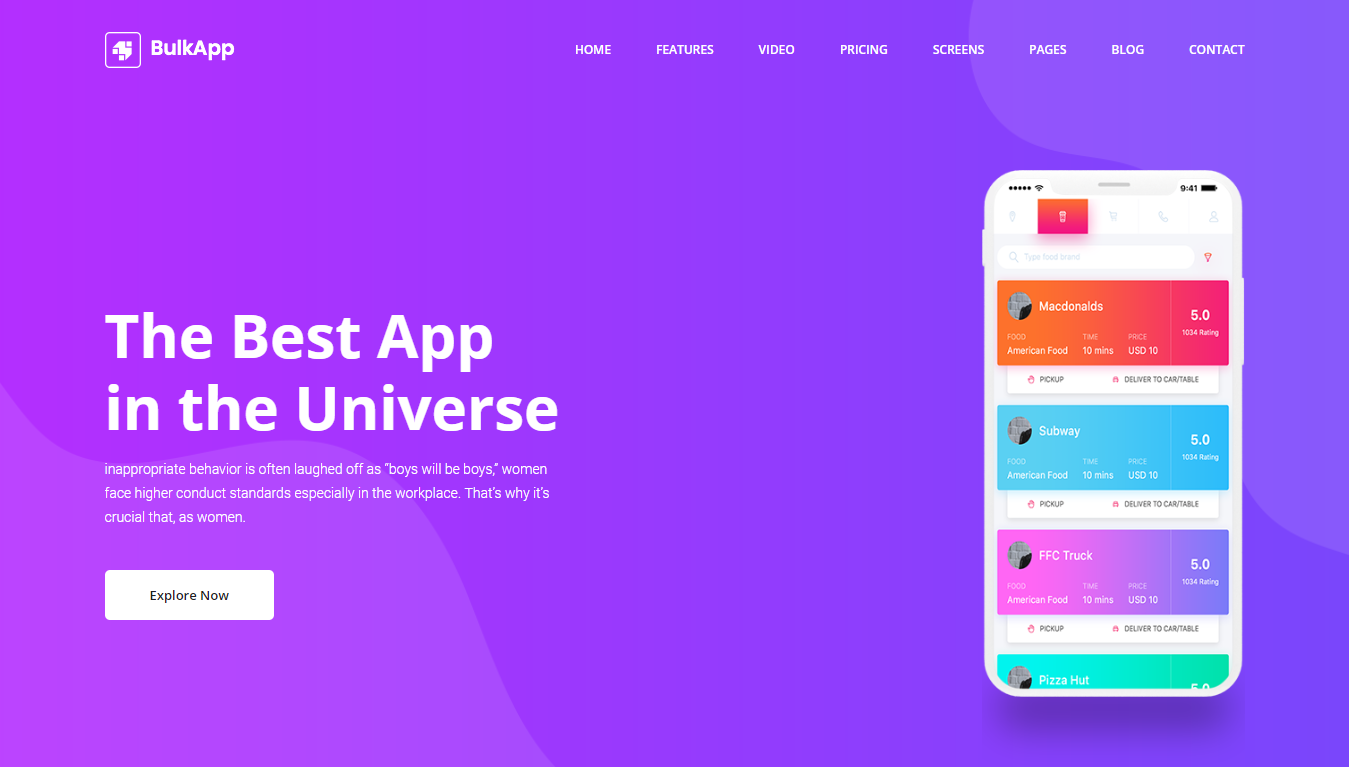 BulkApp
HOME FEATURES VIDEO PRICING SCREENS PAGES BLOG CONTACT
The Best App
in the Universe
inappropriate behavior is often laughed off as “boys will be boys,” women
face higher conduct standards especially in the workplace. That’s why it’s
crucial that, as women.
Explore Now
9:41
Type food brand
Macdonalds
5.0
1034 Rating
FOOD TIME PRICE
American Food 10 mins USD 10
PICKUP DELIVER TO CAR/TABLE
Subway
5.0
1034 Rating
FOOD TIME PRICE
American Food 10 mins USD 10
PICKUP DELIVER TO CAR/TABLE
FFC Truck
5.0
1034 Rating
FOOD TIME PRICE
American Food 10 mins USD 10
PICKUP DELIVER TO CAR/TABLE
Pizza Hut
5.0